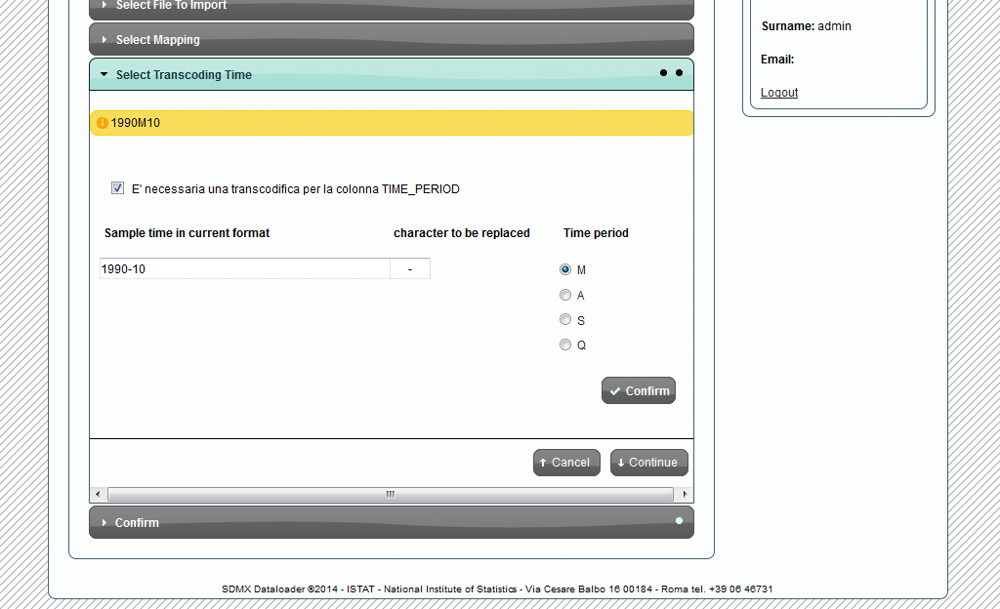 Select File To Import
Surname: admin
Select Mapping
Email:
Select Transcoding Time
Logout
1990M10
E' necessaria una transcodifica per la colonna TIME_PERIOD
Sample time in current format character to be replaced Time period
1990-10 - M
A
S
Q
Confirm
Cancel Continue
Confirm
SDMX Dataloader ®2014 - ISTAT - National Institute of Statistics - Via Cesare Balbo 16 00184 - Roma tel. +39 06 46731